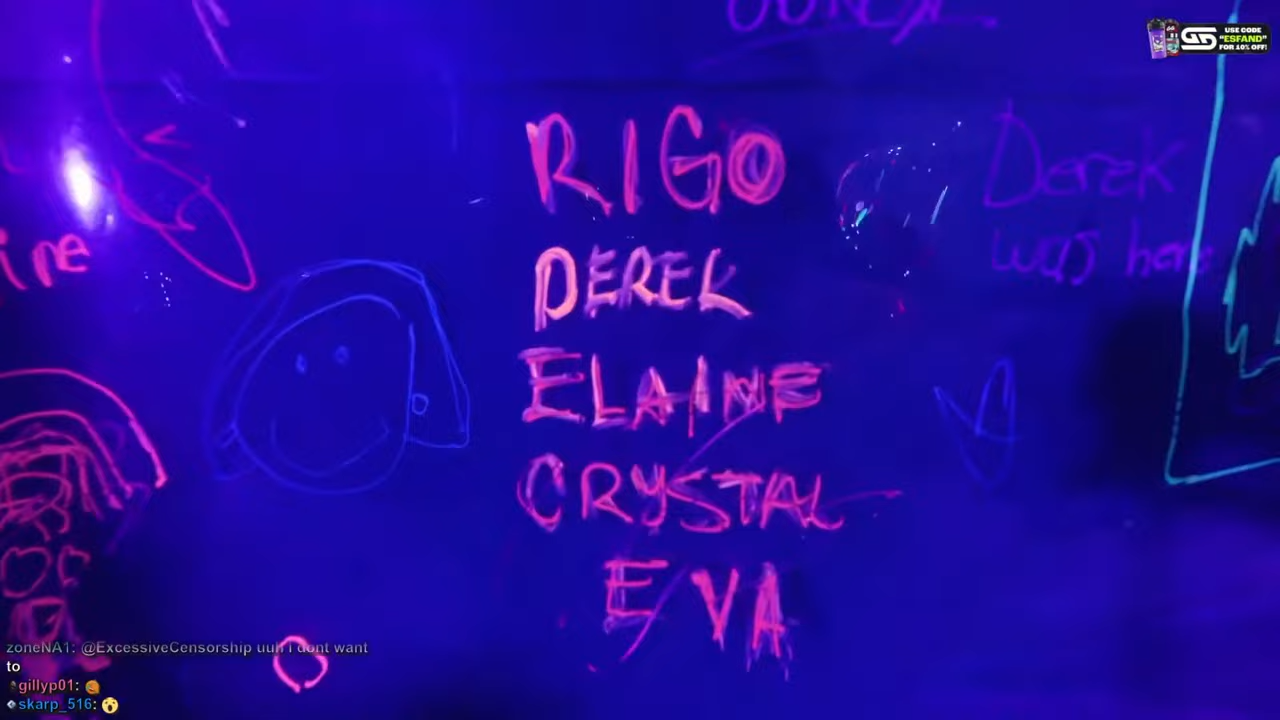 USE CODE
"ESFAND"
FOR 10% OFF!
RIGO
Derek
was here
DEREK
ELAINE
CRYSTAL
EVA
zoneNA1: @ExcessiveCensorship uuh i dont want
to
gillyp01:
skarp_516: